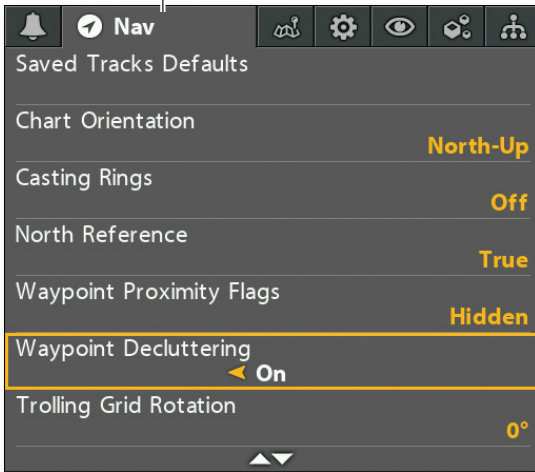 Nav
Saved Tracks Defaults
Chart Orientation
North-Up
Casting Rings
Off
North Reference
True
Waypoint Proximity Flags
Hidden
Waypoint Decluttering
On
Trolling Grid Rotation
0°